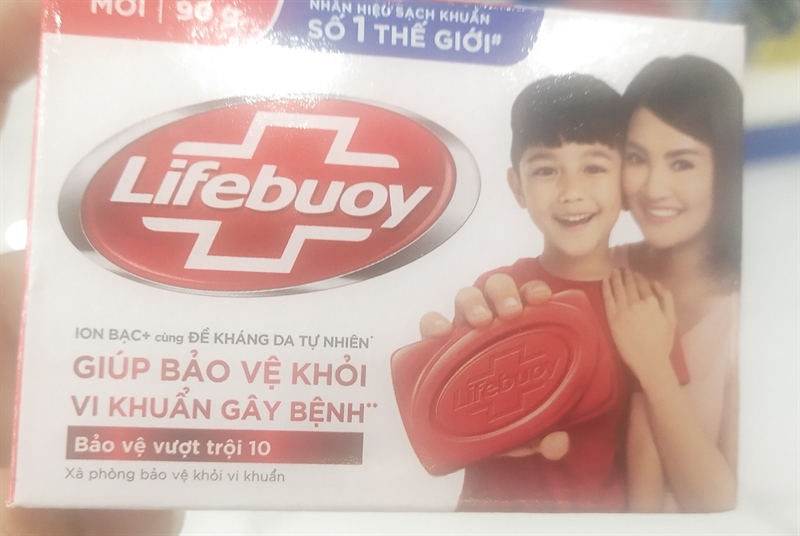 MỚI | 90 g
NHÃN HIỆU SẠCH KHUẨN
SỐ 1 THẾ GIỚI#
Lifebuoy
ION BẠC+ cùng ĐỀ KHÁNG DA TỰ NHIÊN*
GIÚP BẢO VỆ KHỎI
VI KHUẨN GÂY BỆNH**
Bảo vệ vượt trội 10
Xà phòng bảo vệ khỏi vi khuẩn
Lifebuoy